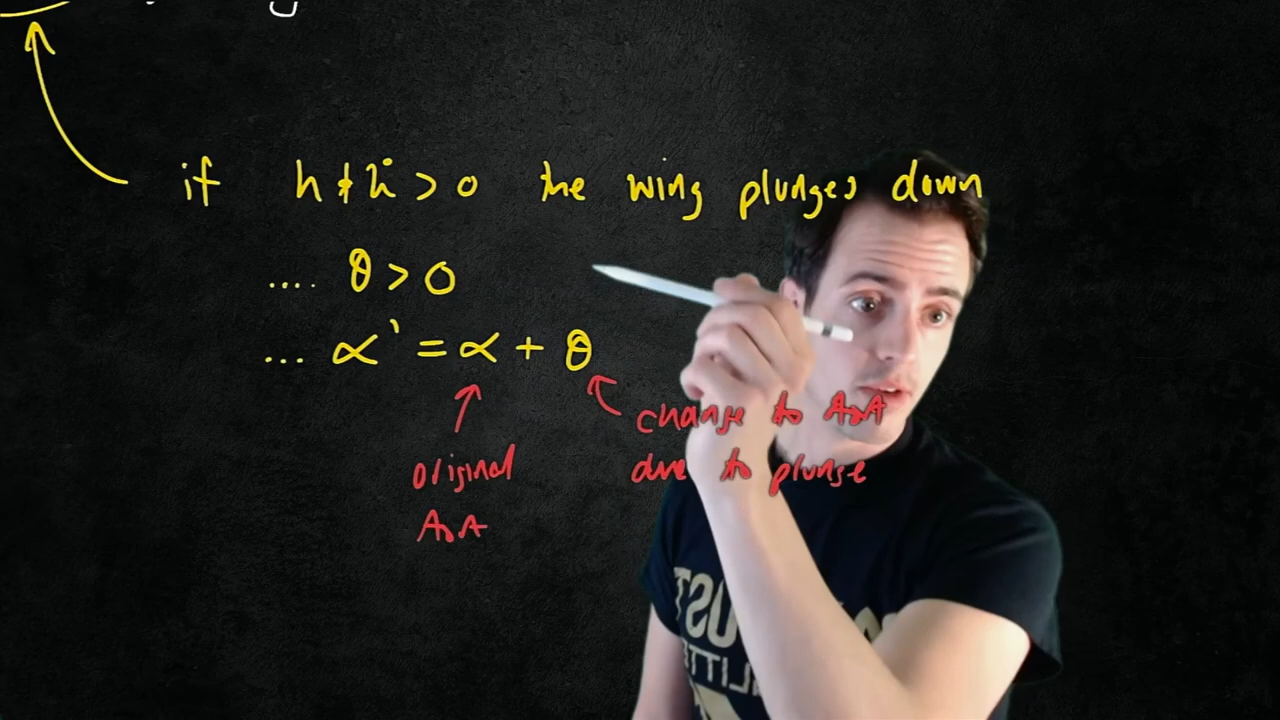 if h & ḣ > 0 the wing plunges down
.... θ > 0
... α' = α + θ
change to AoA
due to plunge
original
AoA